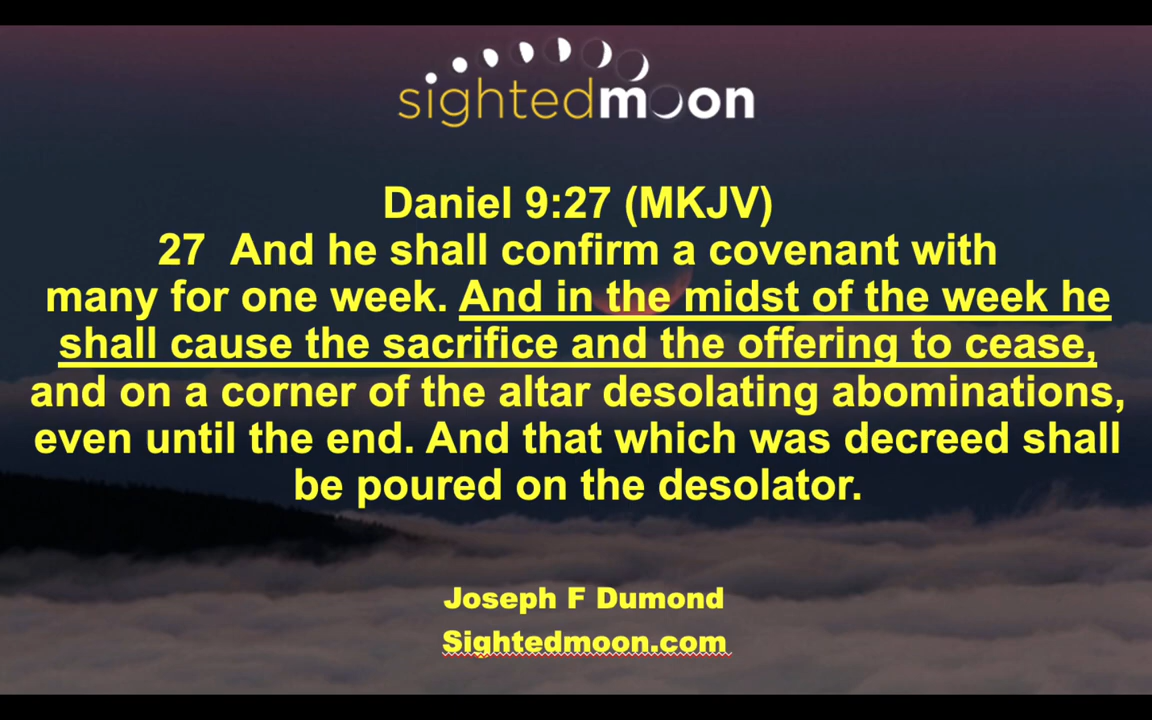 sightedmoon
Daniel 9:27 (MKJV)
27  And he shall confirm a covenant with
many for one week. And in the midst of the week he
shall cause the sacrifice and the offering to cease,
and on a corner of the altar desolating abominations,
even until the end. And that which was decreed shall
be poured on the desolator.
Joseph F Dumond
Sightedmoon.com